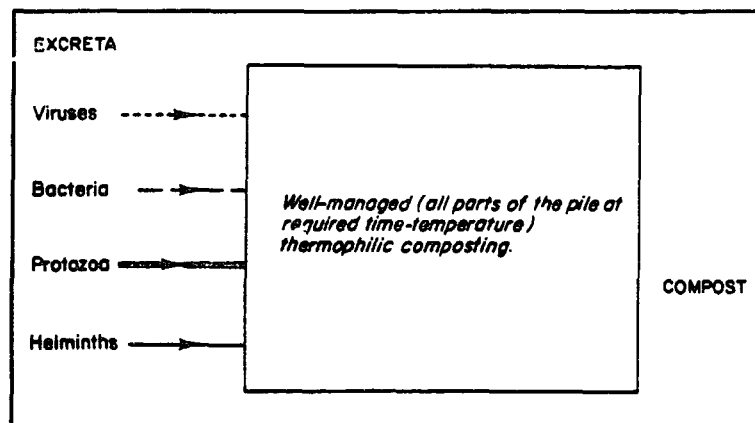 EXCRETA
Viruses
Bacteria
Protozoa
Helminths
Well-managed (all parts of the pile at
required time-temperature)
thermophilic composting.
COMPOST